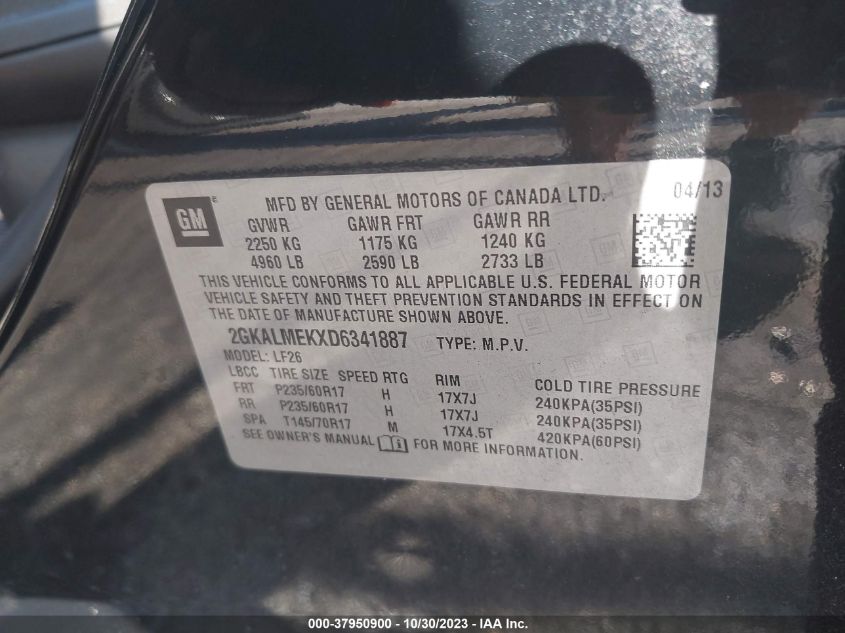 GM
MFD BY GENERAL MOTORS OF CANADA LTD. 04/13
GVWR GAWR FRT GAWR RR
2250 KG 1175 KG 1240 KG
4960 LB 2590 LB 2733 LB
THIS VEHICLE CONFORMS TO ALL APPLICABLE U.S. FEDERAL MOTOR
VEHICLE SAFETY AND THEFT PREVENTION STANDARDS IN EFFECT ON
THE DATE OF MANUFACTURE SHOWN ABOVE.
2GKALMEKXD6341887 TYPE: M.P.V.
MODEL: LF26
LBCC TIRE SIZE SPEED RTG RIM COLD TIRE PRESSURE
FRT P235/60R17 H 17X7J 240KPA(35PSI)
RR P235/60R17 H 17X7J 240KPA(35PSI)
SPA T145/70R17 M 17X4.5T 420KPA(60PSI)
SEE OWNER'S MANUAL FOR MORE INFORMATION.
000-37950900 - 10/30/2023 - IAA Inc.